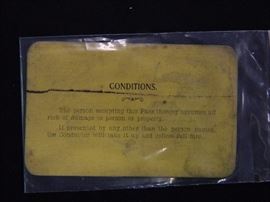 CONDITIONS.
The person accepting this Pass thereby assumes all
risk of damage to person or property.
If presented by any other than the person named,
the Conductor will take it up and collect full fare.